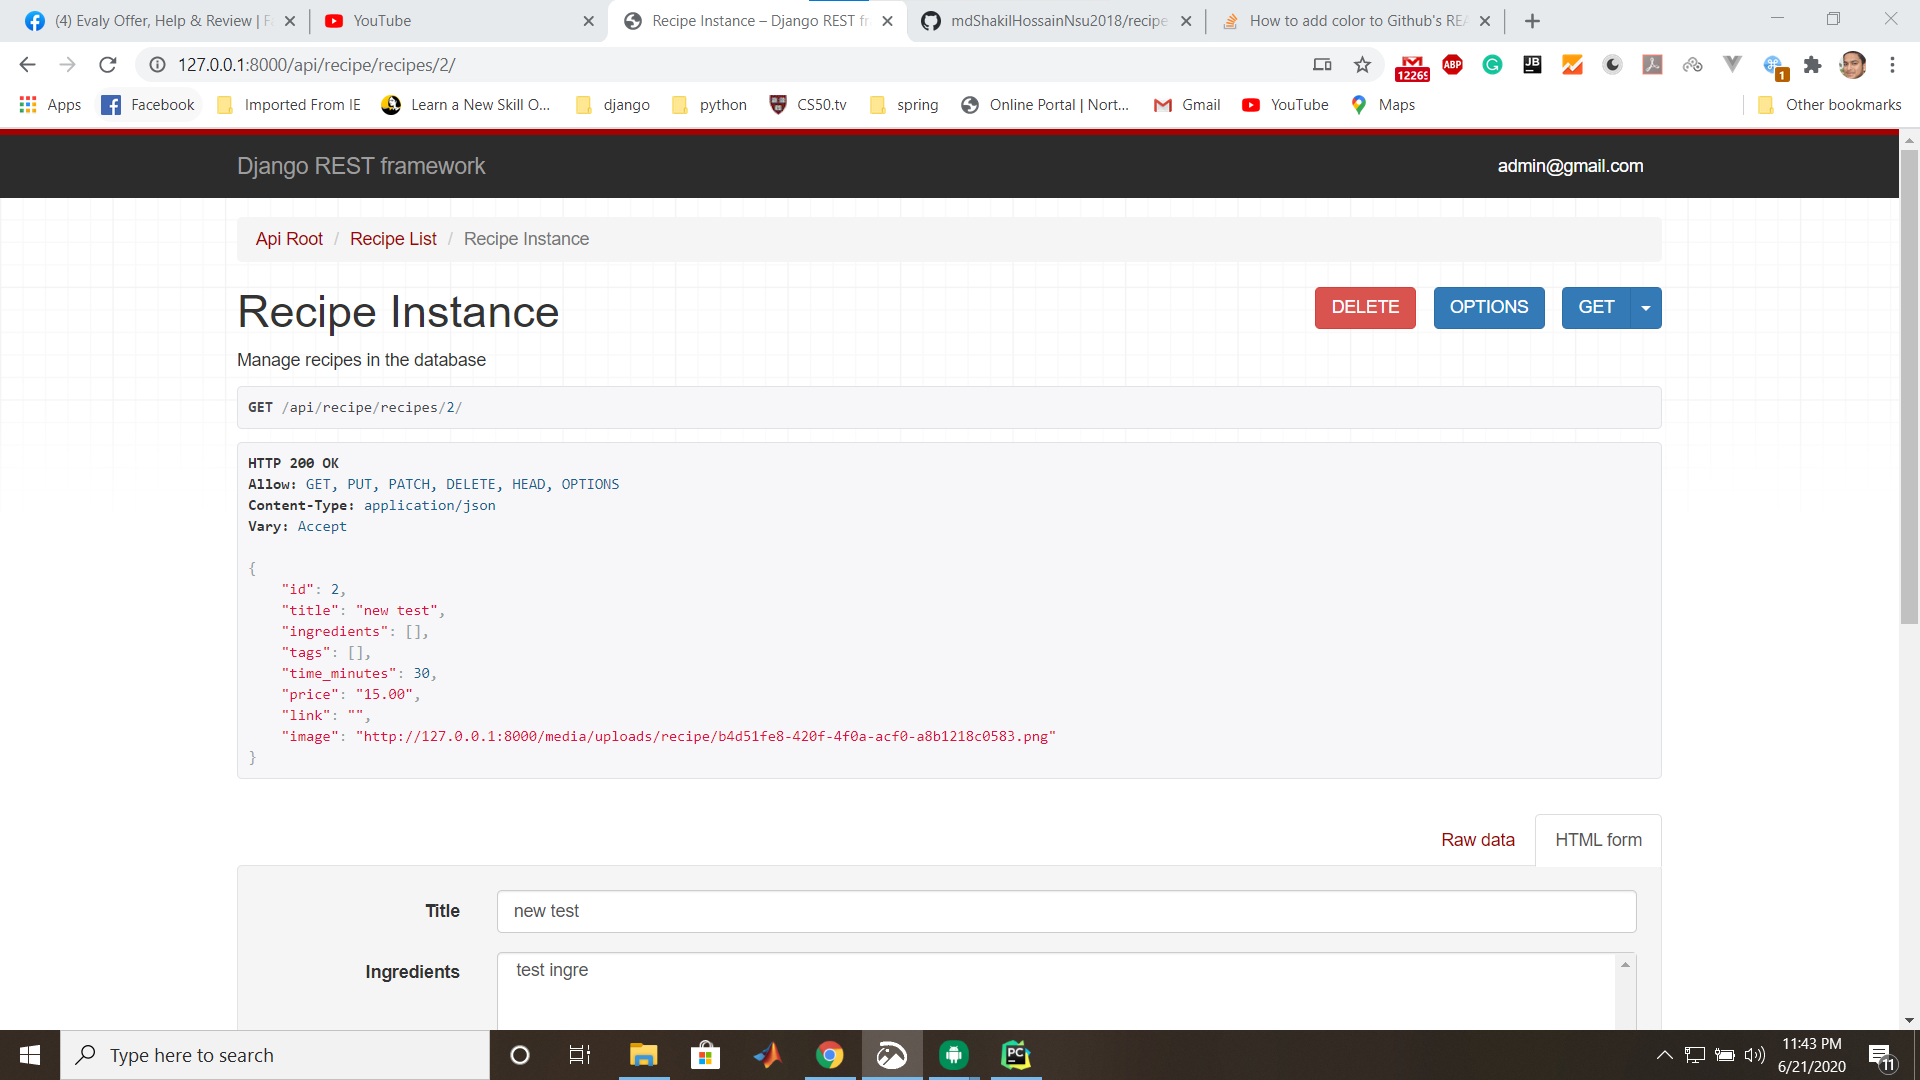 (4) Evaly Offer, Help & Review | Fa
YouTube
Recipe Instance – Django REST fr
mdShakilHossainNsu2018/recipe
How to add color to Github's REA
127.0.0.1:8000/api/recipe/recipes/2/
12269
ABP
JB
1
Apps
Facebook
Imported From IE
Learn a New Skill O...
django
python
CS50.tv
spring
Online Portal | Nort...
Gmail
YouTube
Maps
Other bookmarks
Django REST framework
admin@gmail.com
Api Root / Recipe List / Recipe Instance
Recipe Instance
DELETE
OPTIONS
GET
Manage recipes in the database
GET /api/recipe/recipes/2/
HTTP 200 OK
Allow: GET, PUT, PATCH, DELETE, HEAD, OPTIONS
Content-Type: application/json
Vary: Accept
{
"id": 2,
"title": "new test",
"ingredients": [],
"tags": [],
"time_minutes": 30,
"price": "15.00",
"link": "",
"image": "http://127.0.0.1:8000/media/uploads/recipe/b4d51fe8-420f-4f0a-acf0-a8b1218c0583.png"
}
Raw data
HTML form
Title
new test
Ingredients
test ingre
Type here to search
PC
11:43 PM
6/21/2020
11